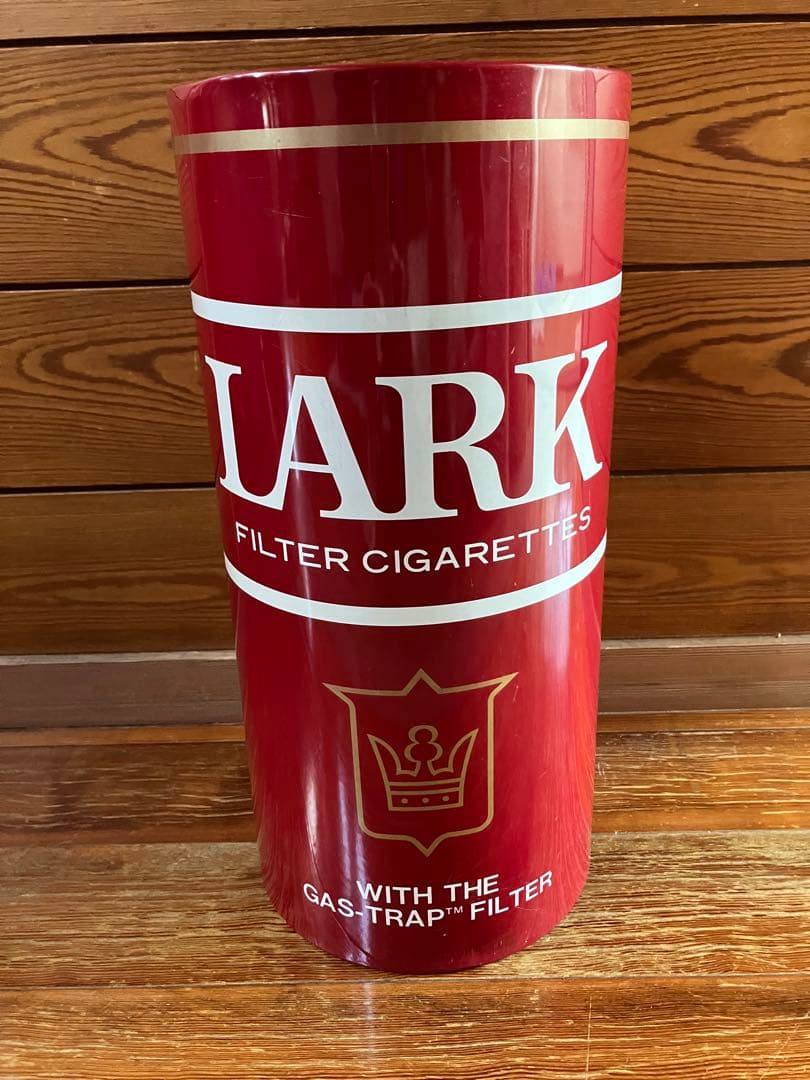 LARK
FILTER CIGARETTES
WITH THE
GAS-TRAP™ FILTER